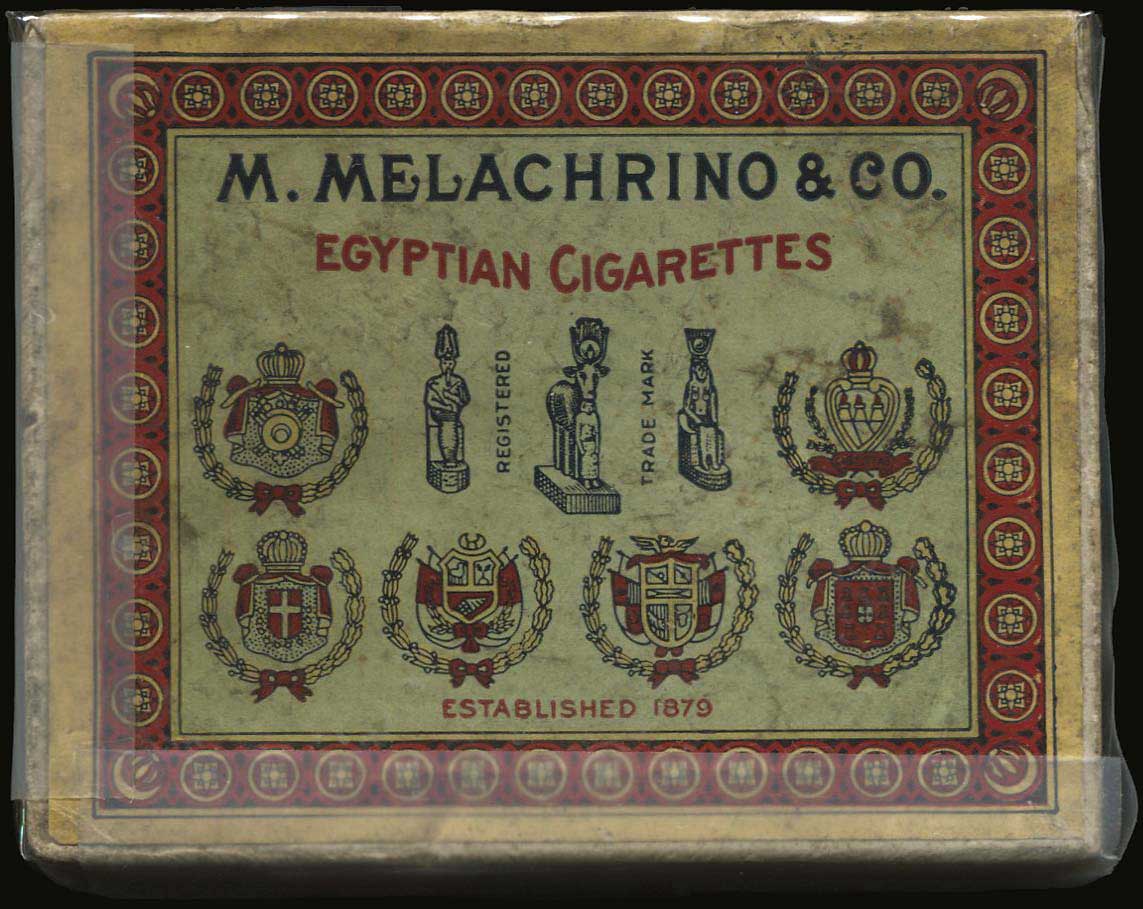 M. MELACHRINO & CO.
EGYPTIAN CIGARETTES
REGISTERED
TRADE MARK
ESTABLISHED 1879